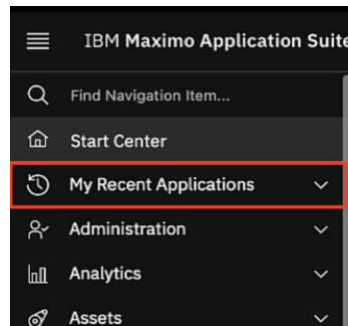 IBM Maximo Application Suite
Find Navigation Item...
Start Center
My Recent Applications
Administration
Analytics
Assets